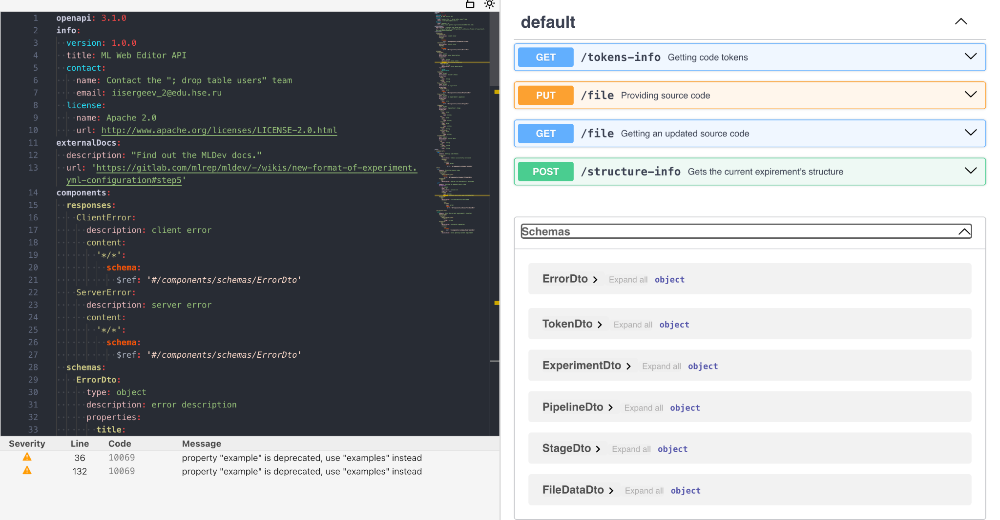 1 openapi: 3.1.0
2 info:
3 version: 1.0.0
4 title: ML Web Editor API
5 contact:
6 name: Contact the "; drop table users" team
7 email: iisergeev_2@edu.hse.ru
8 license:
9 name: Apache 2.0
10 url: http://www.apache.org/licenses/LICENSE-2.0.html
11 externalDocs:
12 description: "Find out the MLDev docs."
13 url: 'https://gitlab.com/mlrep/mldev/-/wikis/new-format-of-experiment.
yml-configuration#step5'
14 components:
15 responses:
16 ClientError:
17 description: client error
18 content:
19 '*/*':
20 schema:
21 $ref: '#/components/schemas/ErrorDto'
22 ServerError:
23 description: server error
24 content:
25 '*/*':
26 schema:
27 $ref: '#/components/schemas/ErrorDto'
28 schemas:
29 ErrorDto:
30 type: object
31 description: error description
32 properties:
33 title:
Severity Line Code Message
36 10069 property "example" is deprecated, use "examples" instead
132 10069 property "example" is deprecated, use "examples" instead
default
GET /tokens-info Getting code tokens
PUT /file Providing source code
GET /file Getting an updated source code
POST /structure-info Gets the current expirement's structure
Schemas
ErrorDto Expand all object
TokenDto Expand all object
ExperimentDto Expand all object
PipelineDto Expand all object
StageDto Expand all object
FileDataDto Expand all object